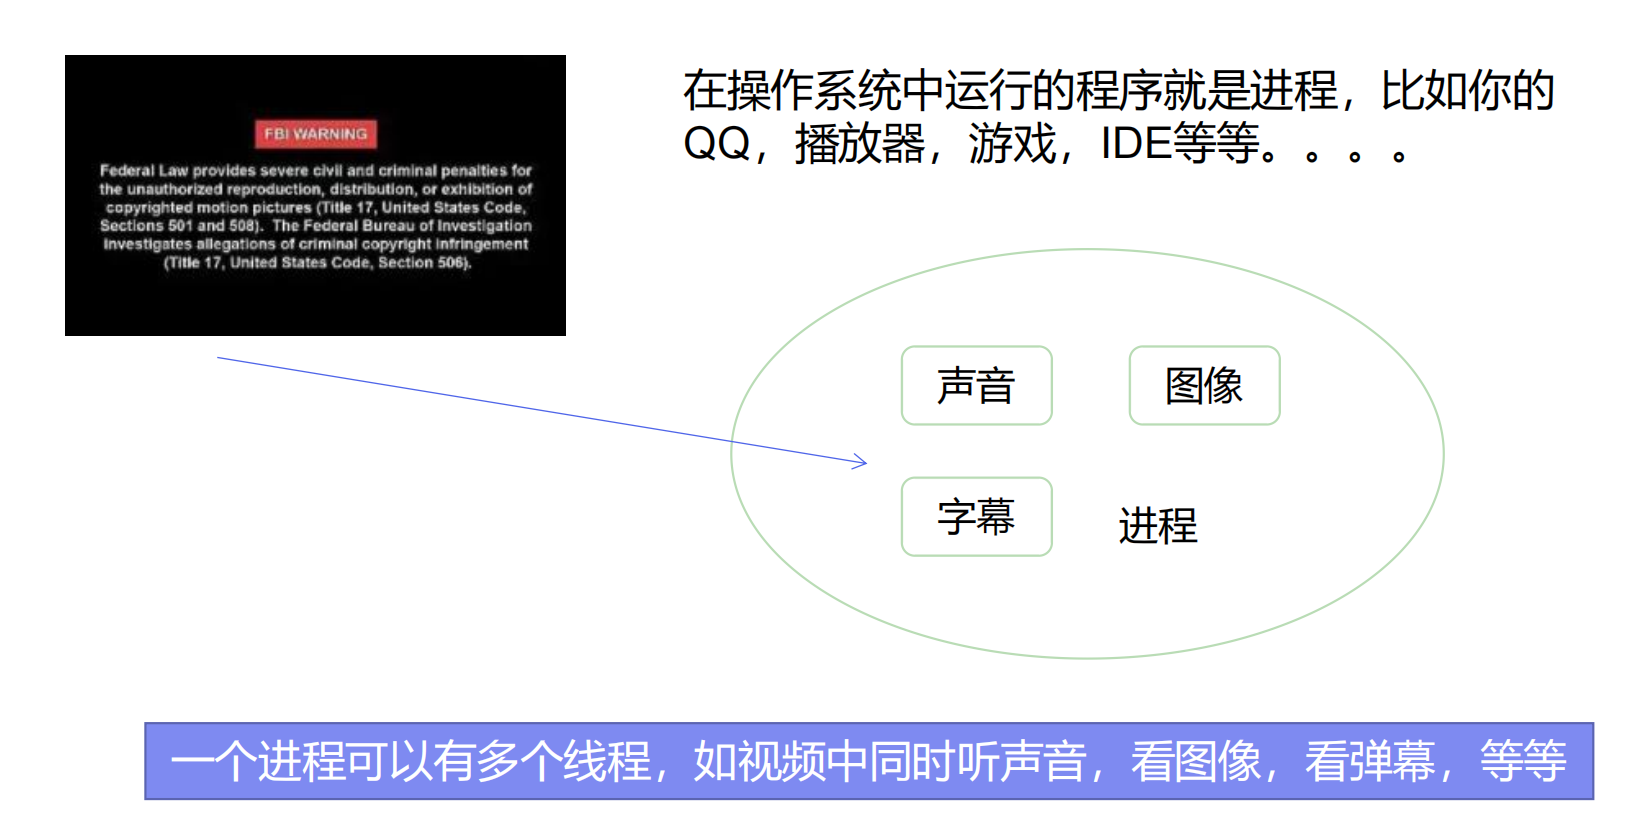 FBI WARNING
Federal Law provides severe civil and criminal penalties for
the unauthorized reproduction, distribution, or exhibition of
copyrighted motion pictures (Title 17, United States Code,
Sections 501 and 508). The Federal Bureau of Investigation
investigates allegations of criminal copyright infringement
(Title 17, United States Code, Section 506).
在操作系统中运行的程序就是进程，比如你的
QQ，播放器，游戏，IDE等等。。。。
声音
图像
字幕
进程
一个进程可以有多个线程，如视频中同时听声音，看图像，看弹幕，等等